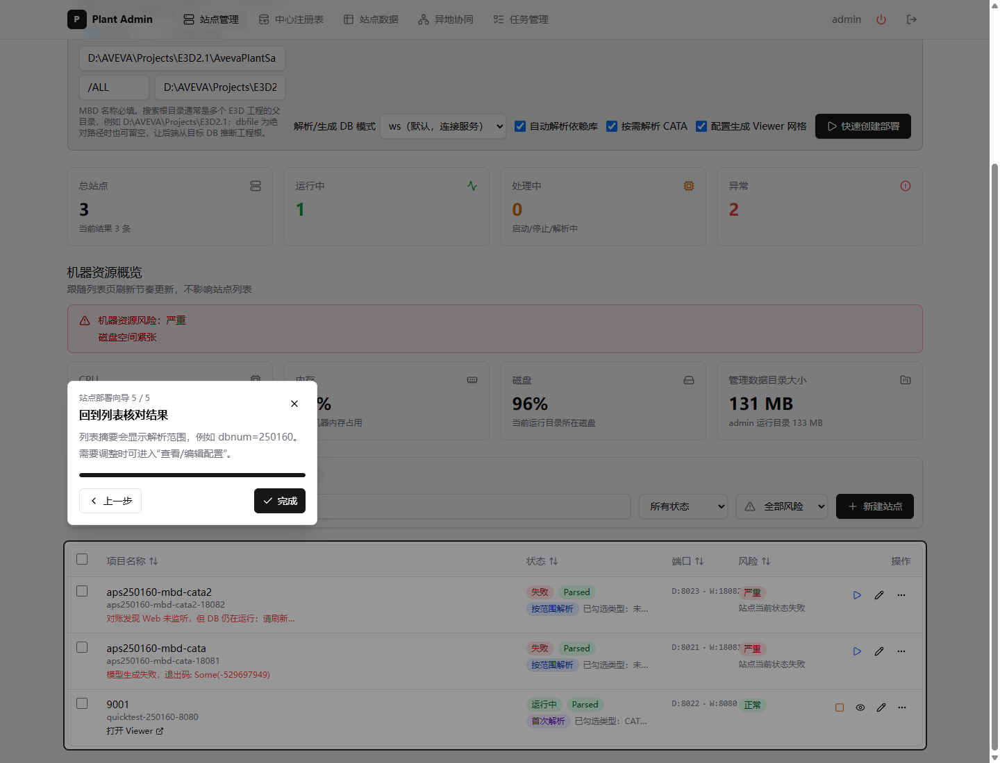 P Plant Admin 站点管理 中心注册表 站点数据 异地协同 任务管理 admin
D:\AVEVA\Projects\E3D2.1\AvevaPlantSa
/ALL D:\AVEVA\Projects\E3D2
MBD 名称必填。搜索根目录通常是多个 E3D 工程的父
目录，例如 D:\AVEVA\Projects\E3D2.1；dbfile 为绝
对路径时也可留空，让后端从目标 DB 推断工程根。
解析/生成 DB 模式 ws（默认，连接服务） 自动解析依赖库 按需解析 CATA 配置生成 Viewer 网格 快速创建部署
总站点 运行中 处理中 异常
3 1 0 2
当前结果 3 条 启动/停止/解析中
机器资源概览
跟随列表页刷新节奏更新，不影响站点列表
机器资源风险：严重
磁盘空间紧张
CPU 内存 磁盘 管理数据目录大小
% 96% 131 MB
机器内存占用 当前运行目录所在磁盘 admin 运行目录 133 MB
站点部署向导 5 / 5
回到列表核对结果
列表摘要会显示解析范围，例如 dbnum=250160。
需要调整时可进入“查看/编辑配置”。
上一步 完成
所有状态 全部风险 新建站点
项目名称 状态 端口 风险 操作
aps250160-mbd-cata2 失败 Parsed D:8023 · W:18082 严重
aps250160-mbd-cata2-18082 按范围解析 已勾选类型：未... 站点当前状态失败
对账发现 Web 未监听，但 DB 仍在运行；请刷新...
aps250160-mbd-cata 失败 Parsed D:8021 · W:18081 严重
aps250160-mbd-cata-18081 按范围解析 已勾选类型：未... 站点当前状态失败
模型生成失败，退出码: Some(-529697949)
9001 运行中 Parsed D:8022 · W:8080 正常
quicktest-250160-8080 首次解析 已勾选类型：CAT...
打开 Viewer